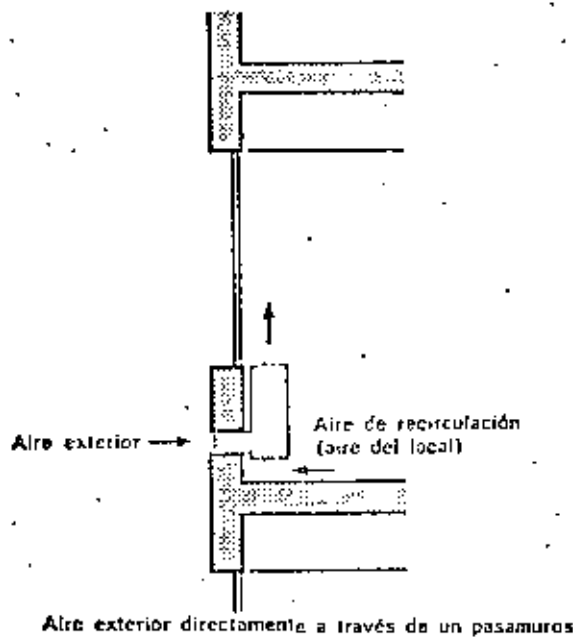 Aire exterior
Aire de recirculación
(aire del local)
Aire exterior directamente a través de un pasamuros